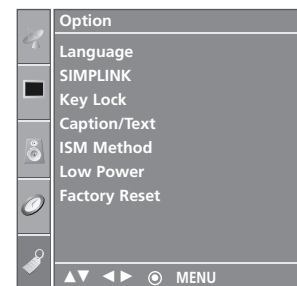 Option
Language
SIMPLINK
Key Lock
Caption/Text
ISM Method
Low Power
Factory Reset
▲▼ ◄► ◉ MENU